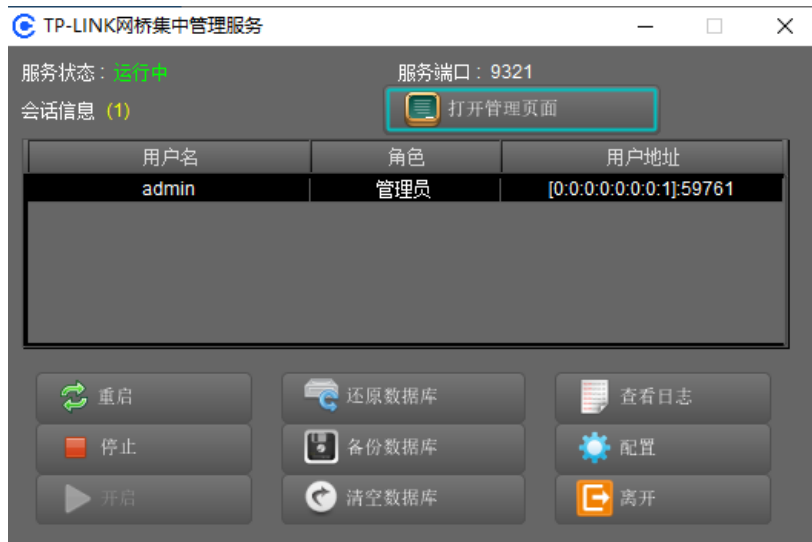 TP-LINK网桥集中管理服务
服务状态：运行中 服务端口：9321
会话信息 (1) 打开管理页面
用户名 角色 用户地址
admin 管理员 [0:0:0:0:0:0:0:1]:59761
重启 还原数据库 查看日志
停止 备份数据库 配置
开启 清空数据库 离开